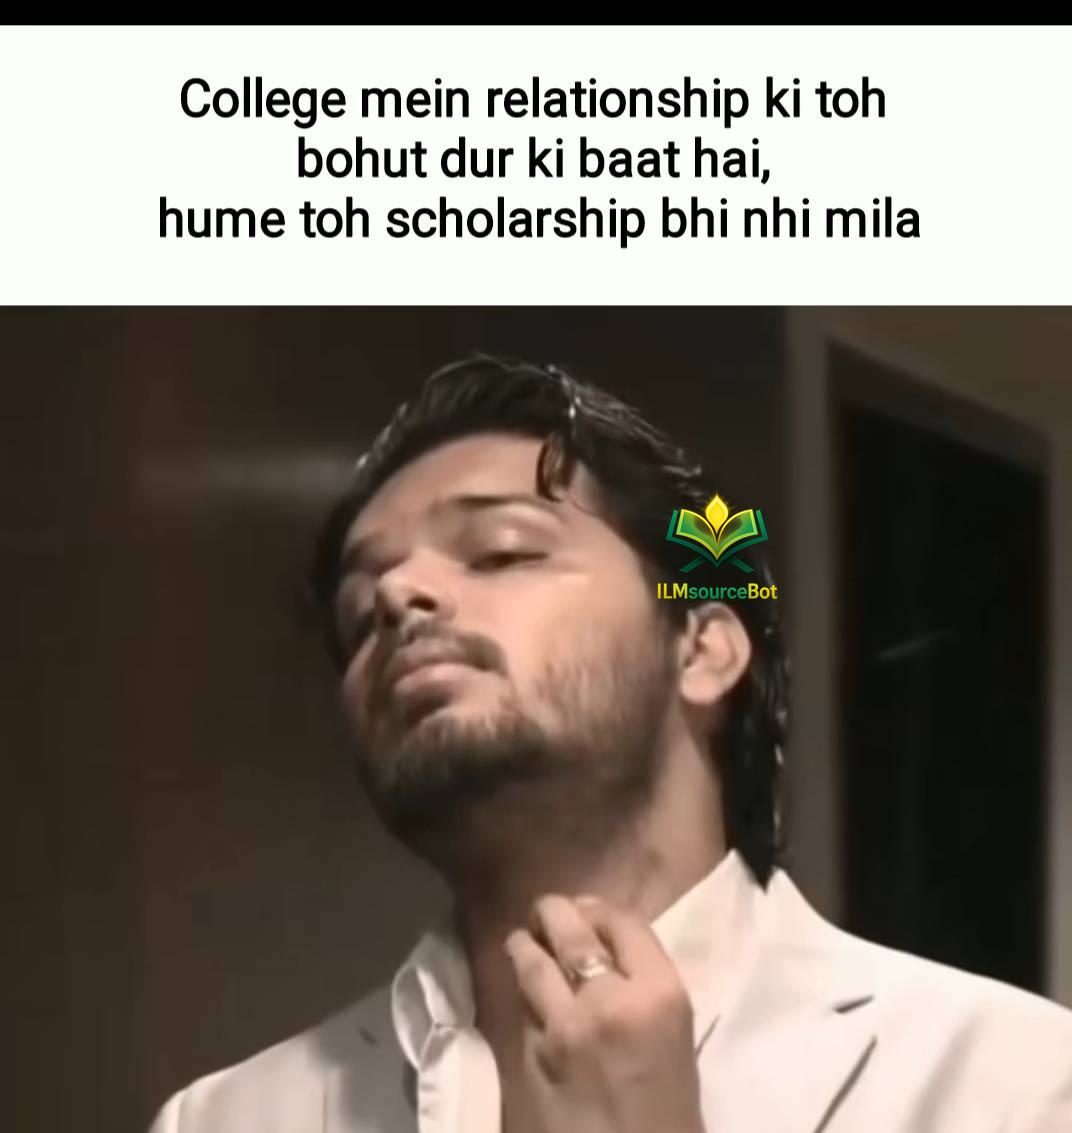 College mein relationship ki toh
bohut dur ki baat hai,
hume toh scholarship bhi nhi mila
ILMsourceBot